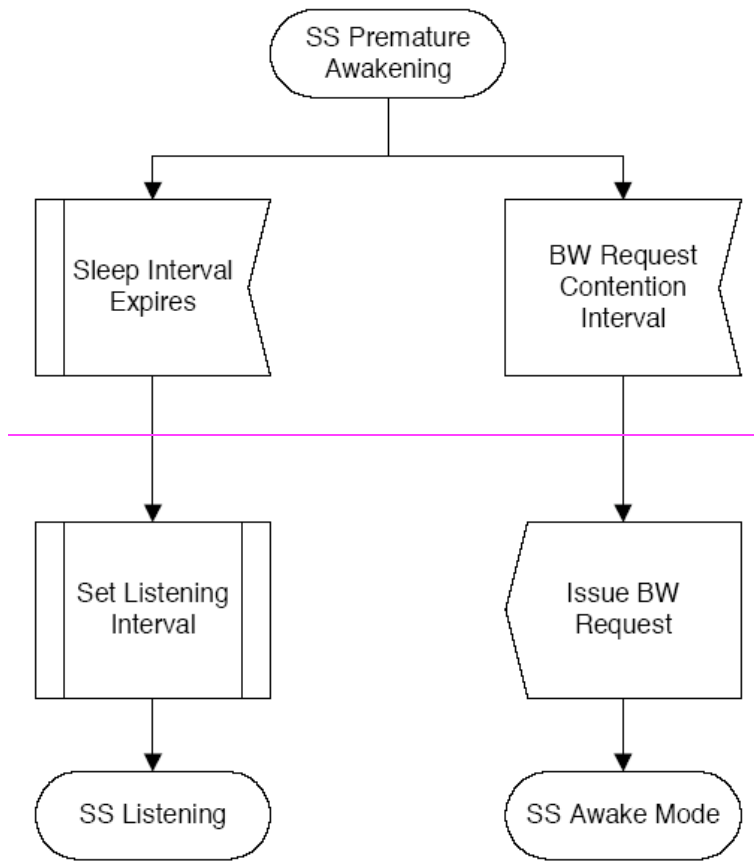 SS Premature
Awakening
Sleep Interval
Expires
BW Request
Contention
Interval
Set Listening
Interval
Issue BW
Request
SS Listening
SS Awake Mode